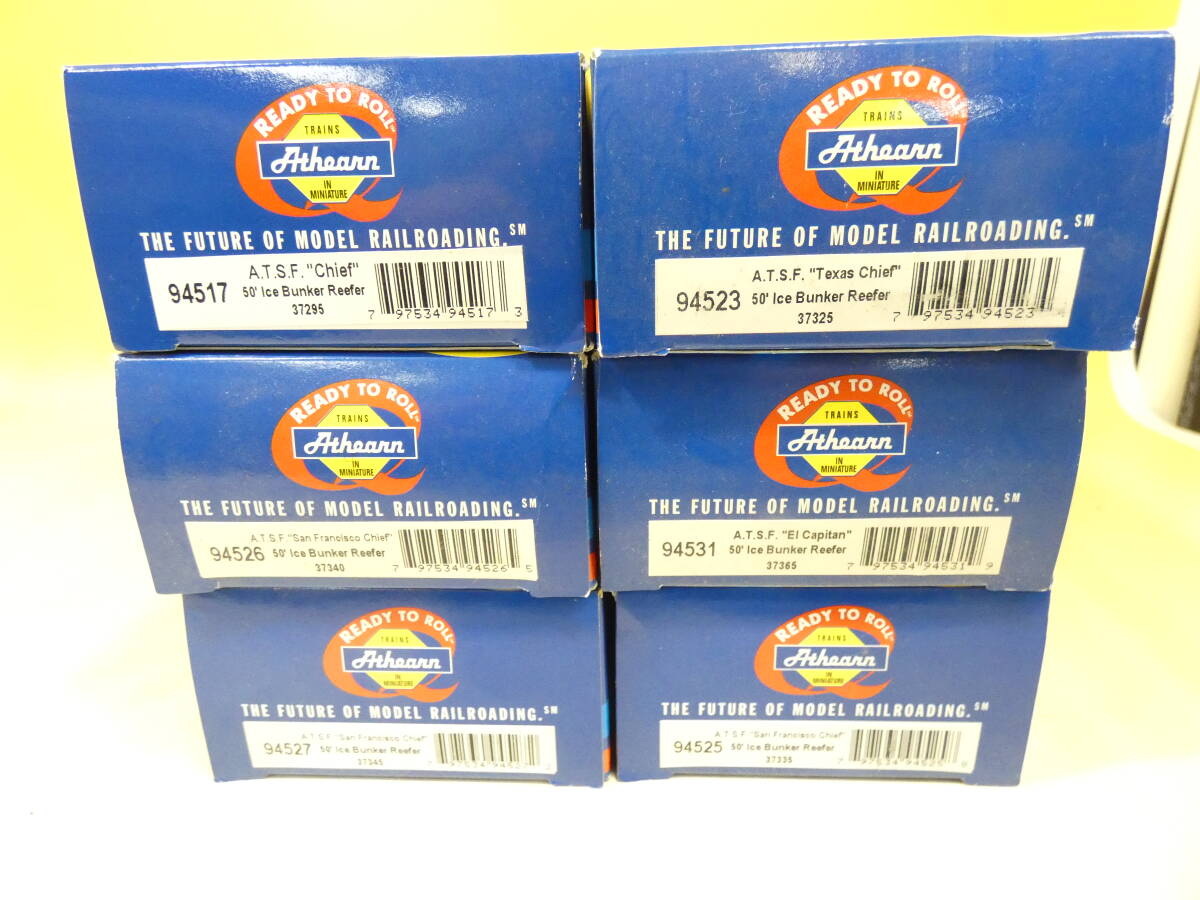 READY TO ROLL
TRAINS
Athearn
IN
MINIATURE
THE FUTURE OF MODEL RAILROADING.℠
A.T.S.F. "Chief"
94517 50' Ice Bunker Reefer
37295
7 97534 94517 3
READY TO ROLL
TRAINS
Athearn
IN
MINIATURE
THE FUTURE OF MODEL RAILROADING.℠
A.T.S.F. "Texas Chief"
94523 50' Ice Bunker Reefer
37325
7 97534 94523
READY TO ROLL
TRAINS
Athearn
IN
MINIATURE
THE FUTURE OF MODEL RAILROADING.℠
A.T.S.F. "San Francisco Chief"
94526 50' Ice Bunker Reefer
37340
7 97534 94526 5
READY TO ROLL
TRAINS
Athearn
IN
MINIATURE
THE FUTURE OF MODEL RAILROADING.℠
A.T.S.F. "El Capitan"
94531 50' Ice Bunker Reefer
37365
7 97534 94531 9
READY TO ROLL
TRAINS
Athearn
IN
MINIATURE
THE FUTURE OF MODEL RAILROADING.℠
A.T.S.F. "San Francisco Chief"
94527 50' Ice Bunker Reefer
37345
7 97534 94527 2
READY TO ROLL
TRAINS
Athearn
IN
MINIATURE
THE FUTURE OF MODEL RAILROADING.℠
A.T.S.F. "San Francisco Chief"
94525 50' Ice Bunker Reefer
37335
7 97534 94525